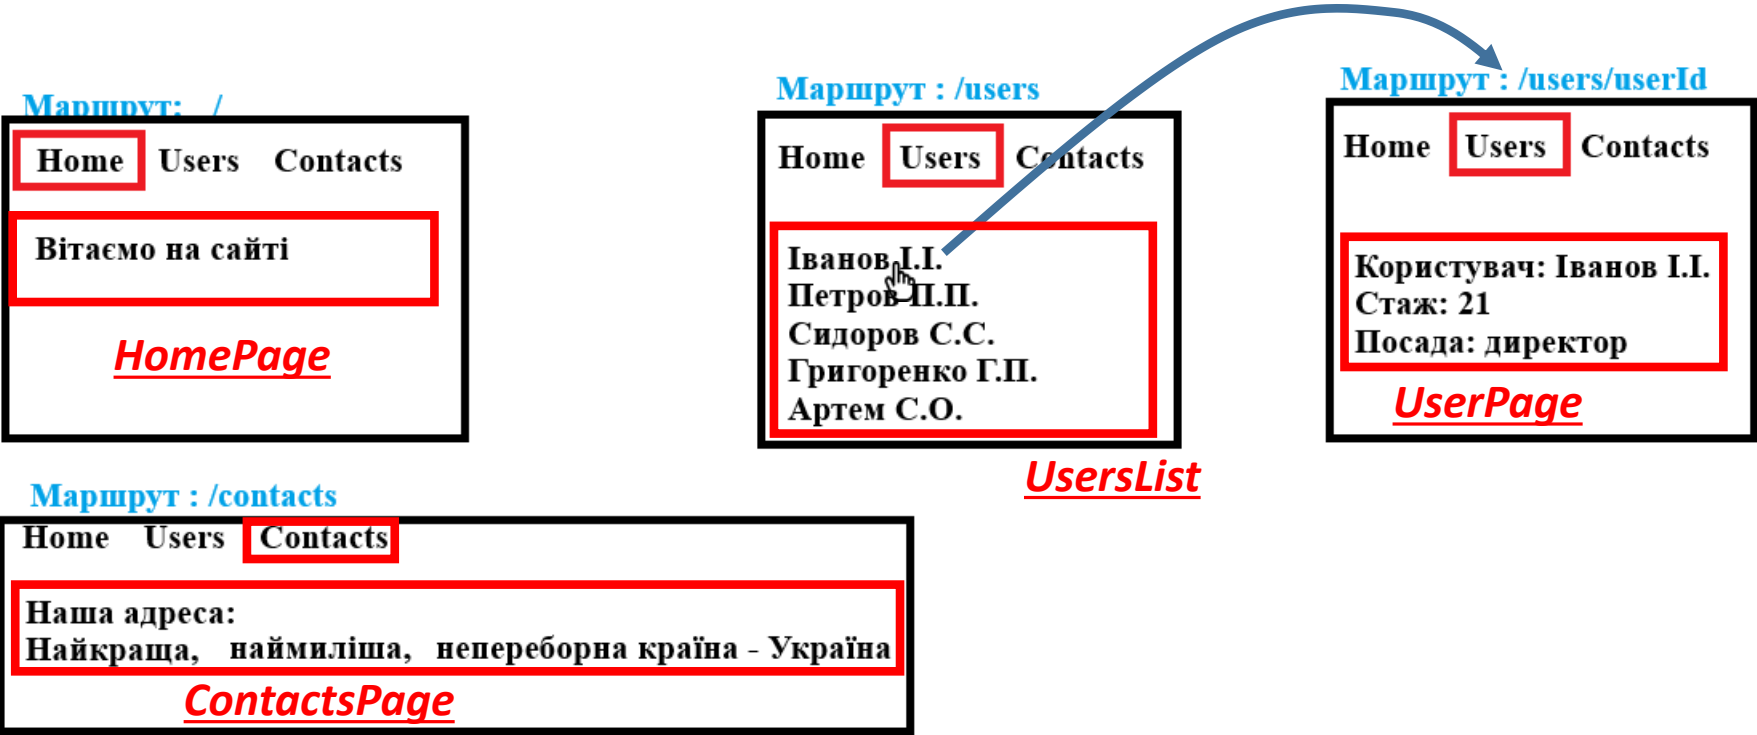 Маршрут: /
Home Users Contacts
Вітаємо на сайті
HomePage
Маршрут : /users
Home Users Contacts
Іванов І.І.
Петров П.П.
Сидоров С.С.
Григоренко Г.П.
Артем С.О.
UsersList
Маршрут : /users/userId
Home Users Contacts
Користувач: Іванов І.І.
Стаж: 21
Посада: директор
UserPage
Маршрут : /contacts
Home Users Contacts
Наша адреса:
Найкраща, наймиліша, непереборна країна - Україна
ContactsPage